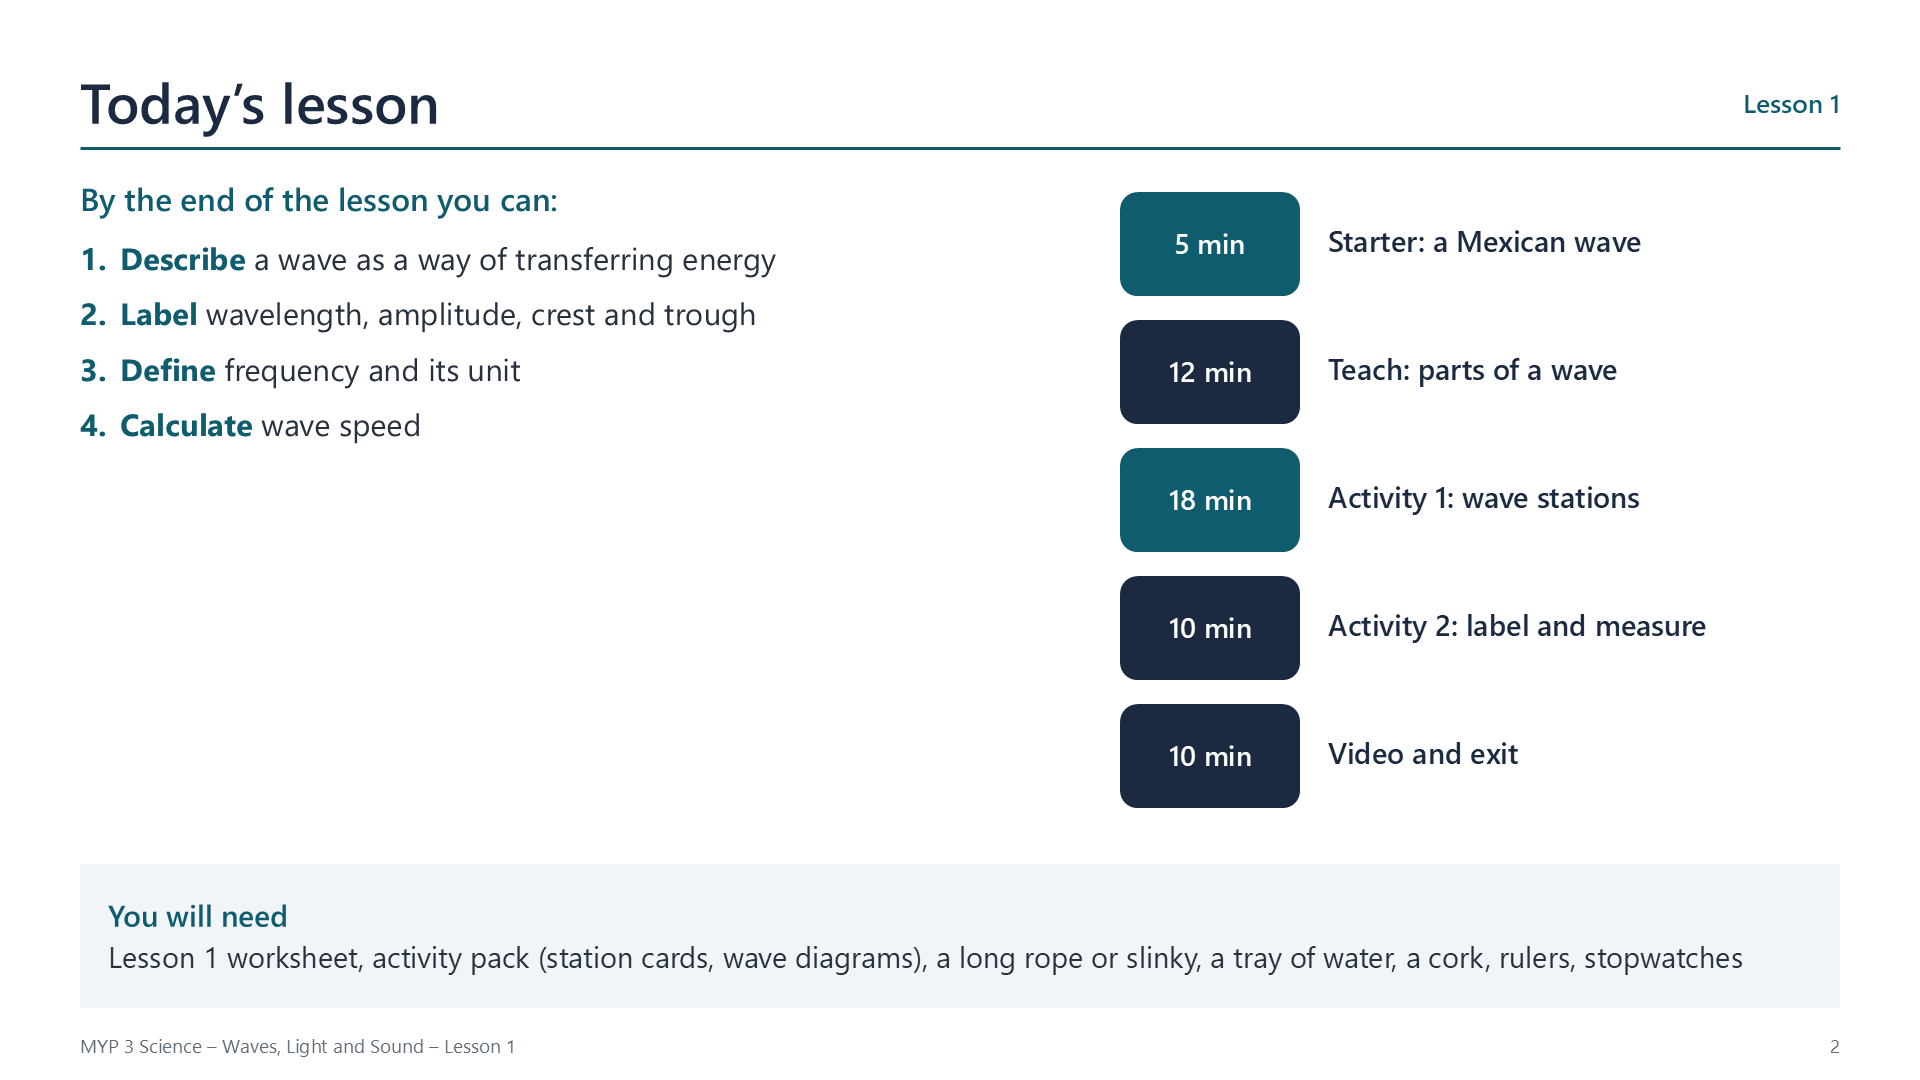 Today’s lesson
Lesson 1
By the end of the lesson you can:
1. Describe a wave as a way of transferring energy
2. Label wavelength, amplitude, crest and trough
3. Define frequency and its unit
4. Calculate wave speed
5 min
Starter: a Mexican wave
12 min
Teach: parts of a wave
18 min
Activity 1: wave stations
10 min
Activity 2: label and measure
10 min
Video and exit
You will need
Lesson 1 worksheet, activity pack (station cards, wave diagrams), a long rope or slinky, a tray of water, a cork, rulers, stopwatches
MYP 3 Science – Waves, Light and Sound – Lesson 1
2